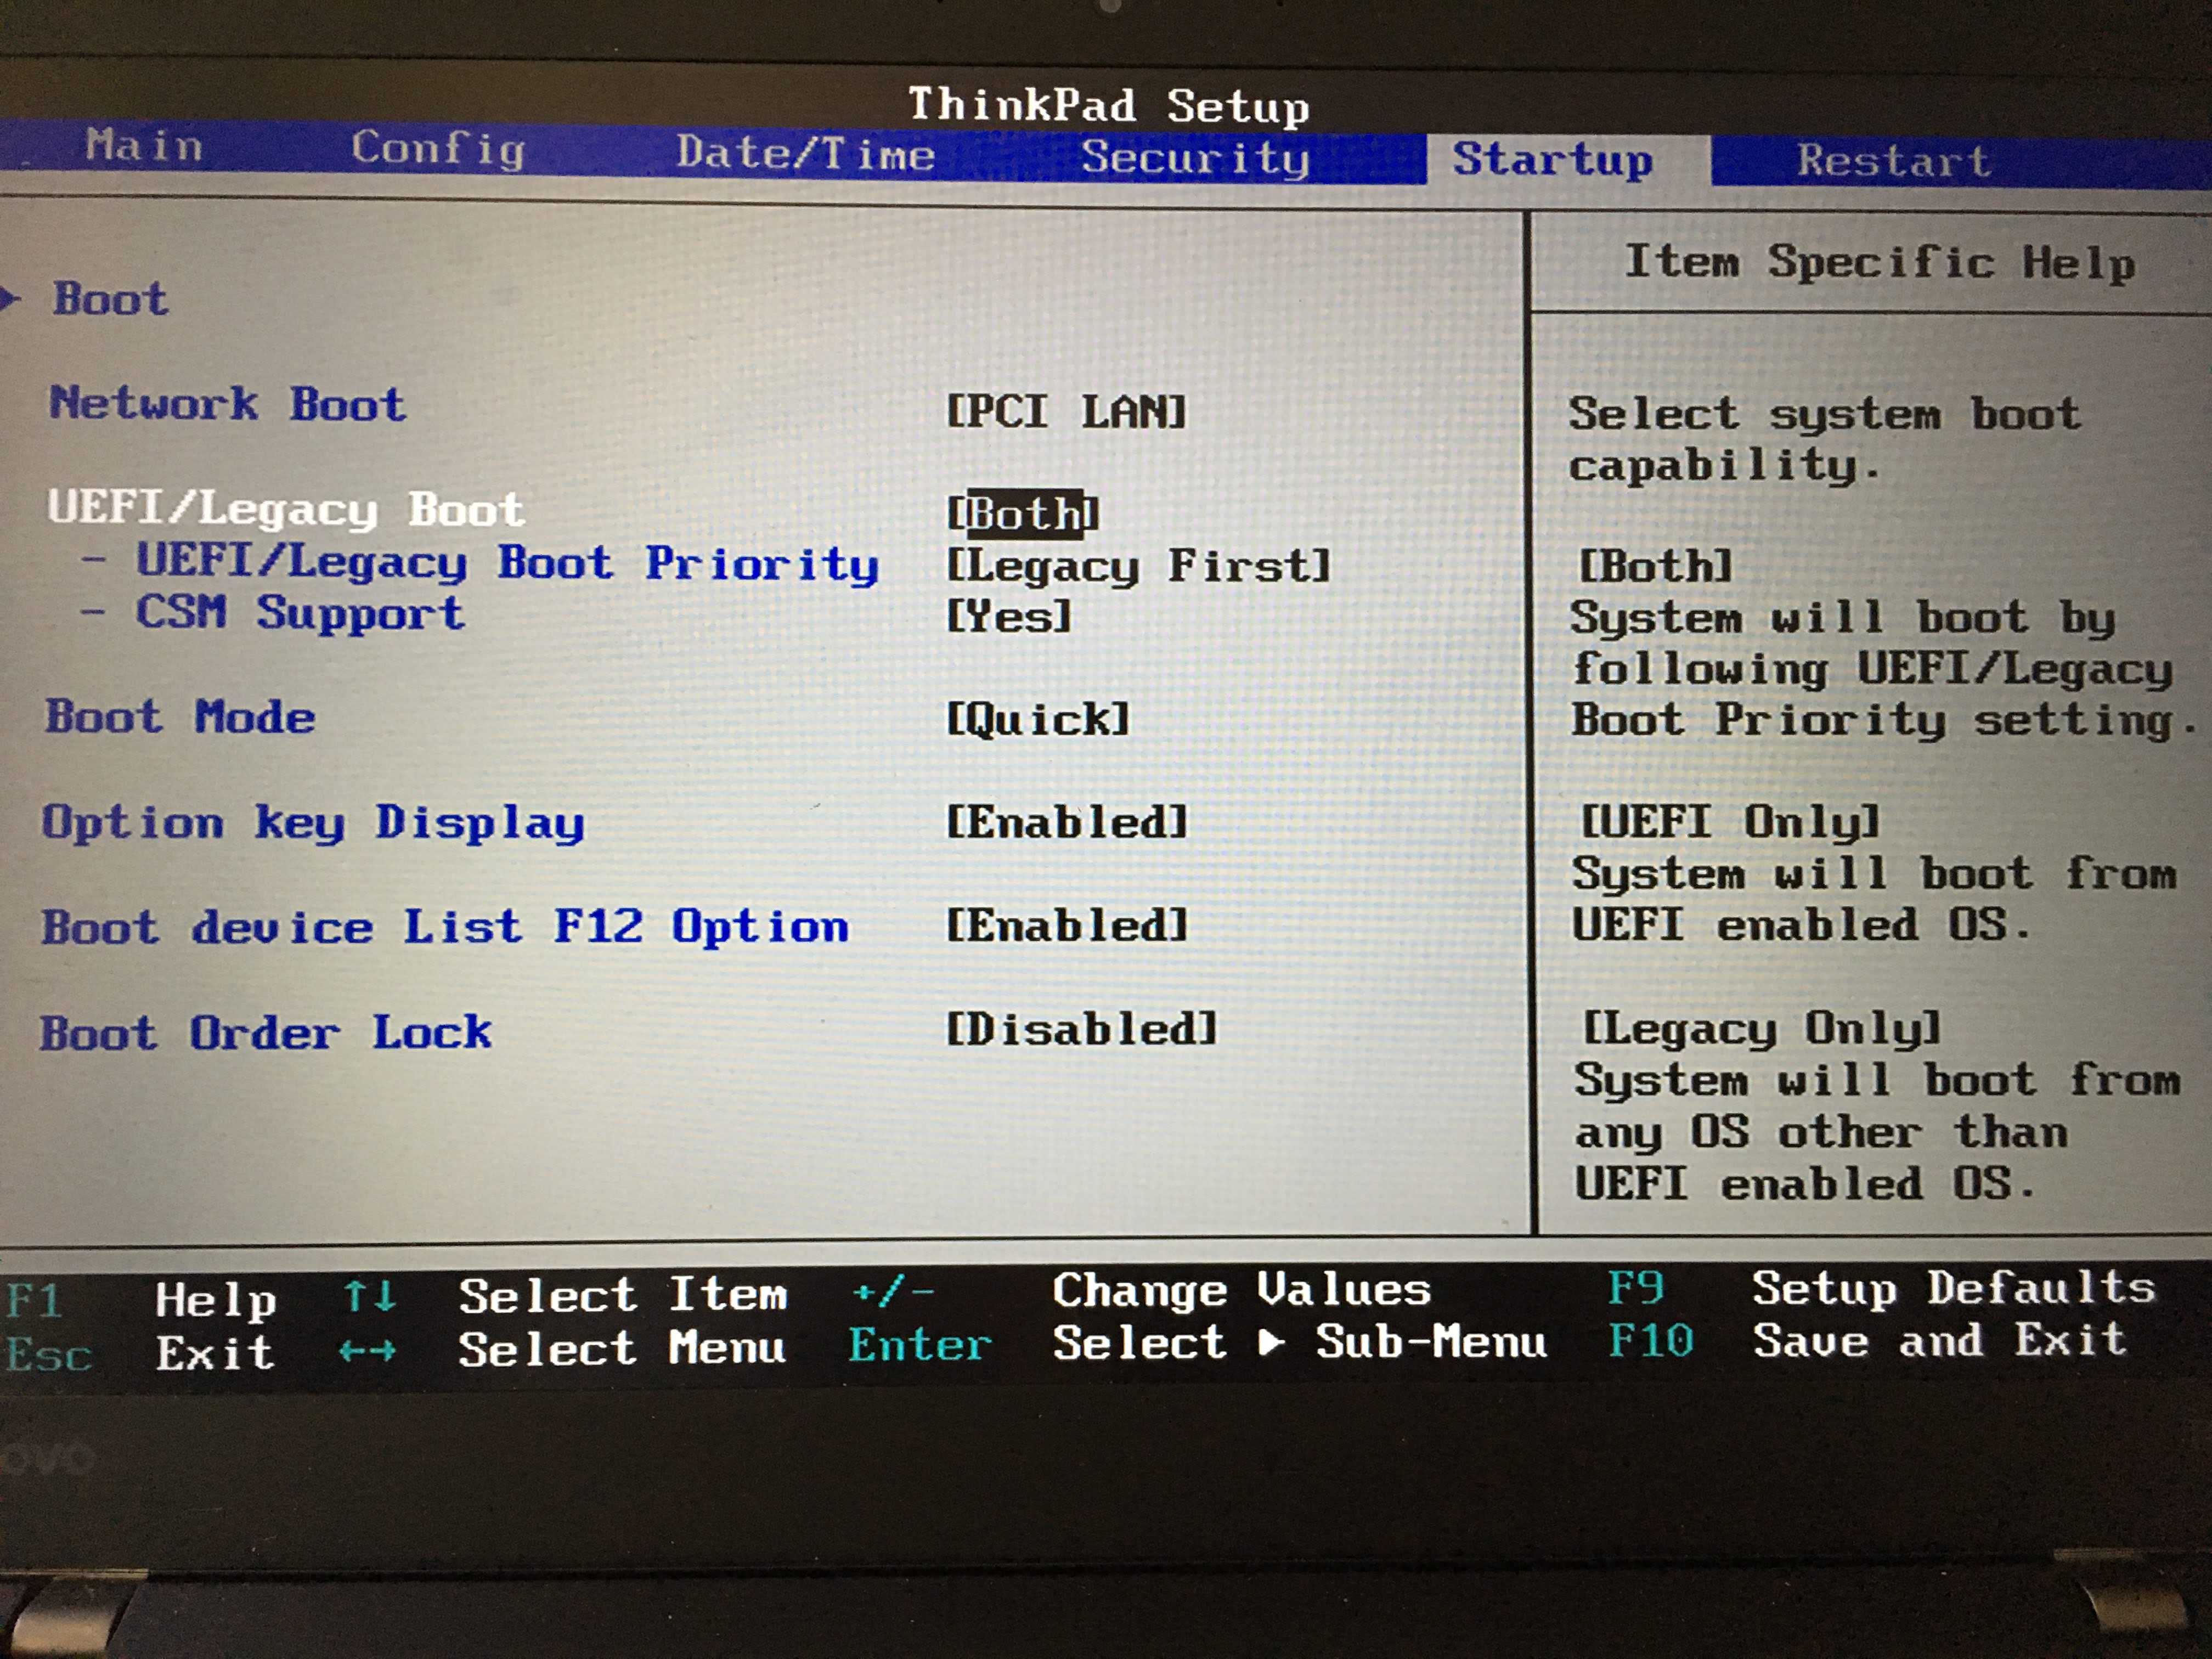 ThinkPad Setup
Main Config Date/Time Security Startup Restart
Boot
Network Boot [PCI LAN]
UEFI/Legacy Boot [Both]
- UEFI/Legacy Boot Priority [Legacy First]
- CSM Support [Yes]
Boot Mode [Quick]
Option key Display [Enabled]
Boot device List F12 Option [Enabled]
Boot Order Lock [Disabled]
Item Specific Help
Select system boot
capability.
[Both]
System will boot by
following UEFI/Legacy
Boot Priority setting.
[UEFI Only]
System will boot from
UEFI enabled OS.
[Legacy Only]
System will boot from
any OS other than
UEFI enabled OS.
F1 Help ↑↓ Select Item +/- Change Values F9 Setup Defaults
Esc Exit ←→ Select Menu Enter Select ▶ Sub-Menu F10 Save and Exit
ovo